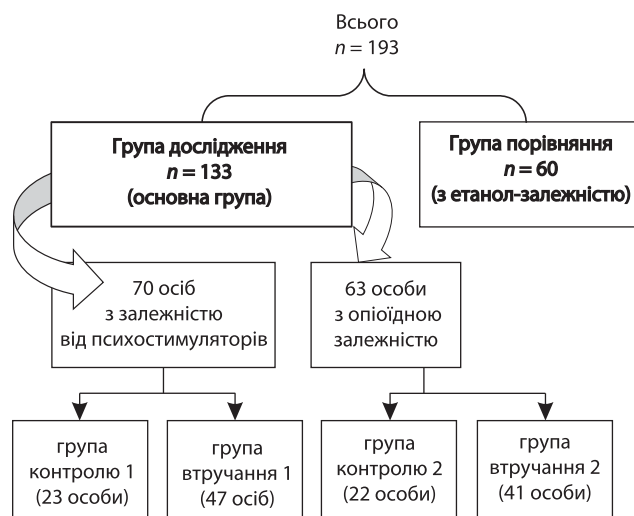 Всього
n = 193
Група дослідження
n = 133
(основна група)
Група порівняння
n = 60
(з етанол-залежністю)
70 осіб
з залежністю
від психостимуляторів
63 особи
з опіоїдною
залежністю
група
контролю 1
(23 особи)
група
втручання 1
(47 осіб)
група
контролю 2
(22 особи)
група
втручання 2
(41 особи)